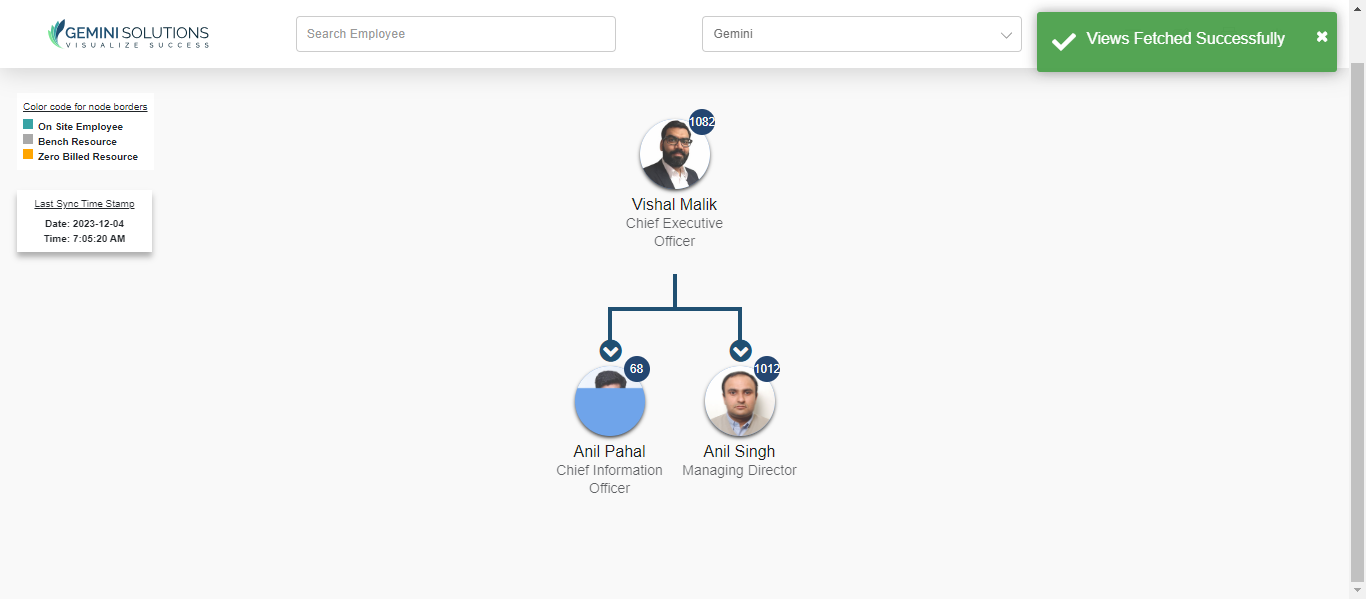 GEMINI SOLUTIONS
VISUALIZE SUCCESS
Search Employee
Gemini
Views Fetched Successfully
Color code for node borders
On Site Employee
Bench Resource
Zero Billed Resource
Last Sync Time Stamp
Date: 2023-12-04
Time: 7:05:20 AM
1082
Vishal Malik
Chief Executive
Officer
68
Anil Pahal
Chief Information
Officer
1012
Anil Singh
Managing Director